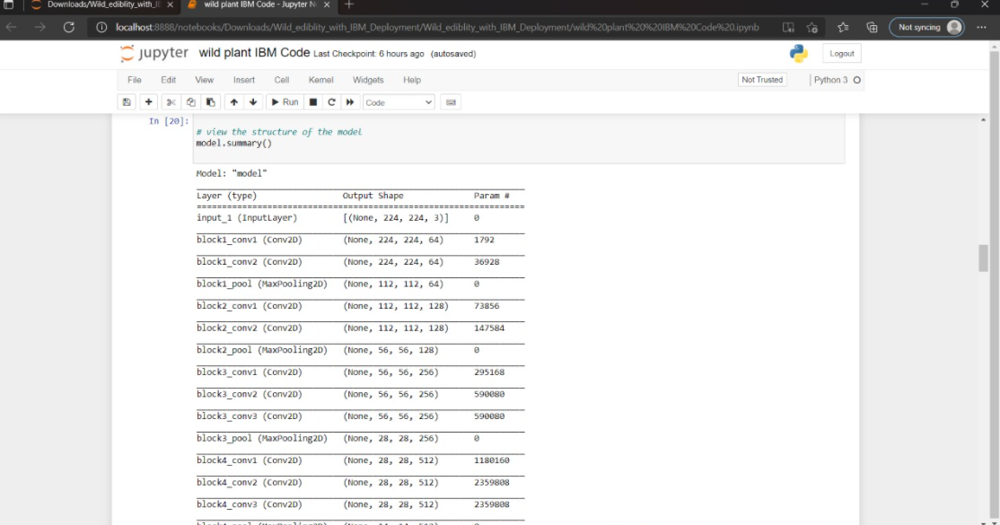 Downloads/Wild_ediblity_with_IB
wild plant IBM Code - Jupyter N
localhost:8888/notebooks/Downloads/Wild_ediblity_with_IBM_Deployment/Wild_ediblity_with_IBM_Deployment/wild%20plant%20%20IBM%20Code%20.ipynb
Not syncing
jupyter wild plant IBM Code Last Checkpoint: 6 hours ago (autosaved)
Logout
File Edit View Insert Cell Kernel Widgets Help
Not Trusted
Python 3
Run
Code
In [20]:
# view the structure of the model
model.summary()
Model: "model"
Layer (type) Output Shape Param #
=================================================================
input_1 (InputLayer) [(None, 224, 224, 3)] 0
block1_conv1 (Conv2D) (None, 224, 224, 64) 1792
block1_conv2 (Conv2D) (None, 224, 224, 64) 36928
block1_pool (MaxPooling2D) (None, 112, 112, 64) 0
block2_conv1 (Conv2D) (None, 112, 112, 128) 73856
block2_conv2 (Conv2D) (None, 112, 112, 128) 147584
block2_pool (MaxPooling2D) (None, 56, 56, 128) 0
block3_conv1 (Conv2D) (None, 56, 56, 256) 295168
block3_conv2 (Conv2D) (None, 56, 56, 256) 590080
block3_conv3 (Conv2D) (None, 56, 56, 256) 590080
block3_pool (MaxPooling2D) (None, 28, 28, 256) 0
block4_conv1 (Conv2D) (None, 28, 28, 512) 1180160
block4_conv2 (Conv2D) (None, 28, 28, 512) 2359808
block4_conv3 (Conv2D) (None, 28, 28, 512) 2359808